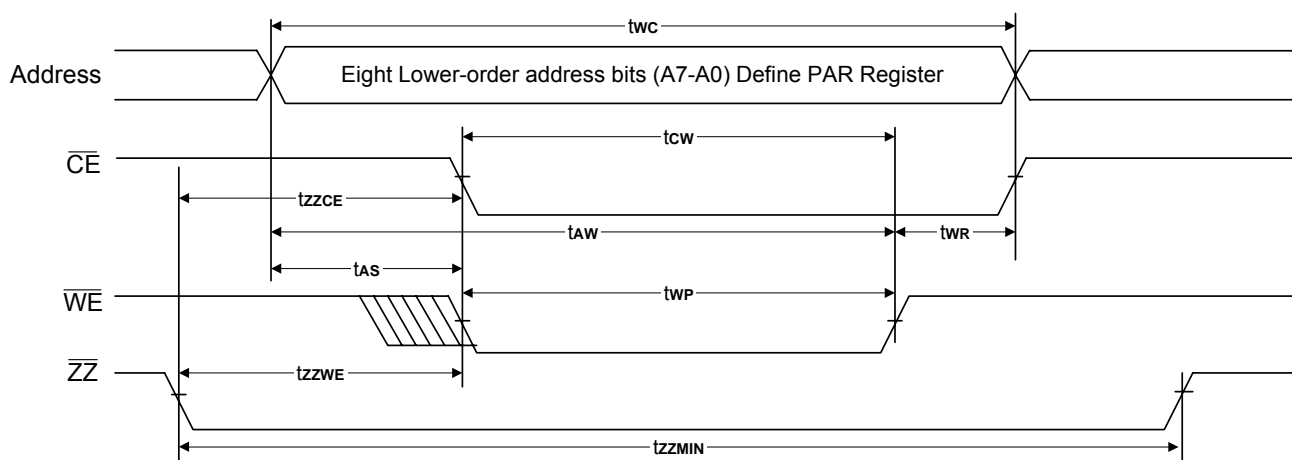 tWC
Address
Eight Lower-order address bits (A7-A0) Define PAR Register
tCW
CE
tZZCE
tAW
tWR
tAS
WE
tWP
tZZWE
ZZ
tZZMIN